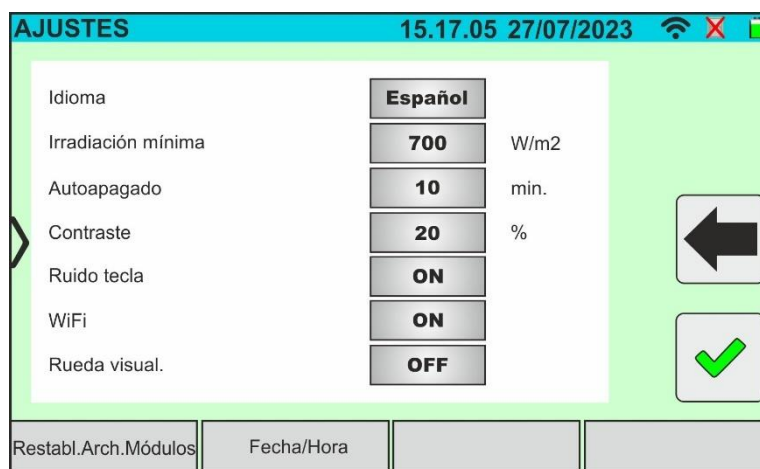 AJUSTES 15.17.05 27/07/2023
Idioma Español
Irradiación mínima 700 W/m2
Autoapagado 10 min.
Contraste 20 %
Ruido tecla ON
WiFi ON
Rueda visual. OFF
Restabl.Arch.Módulos Fecha/Hora